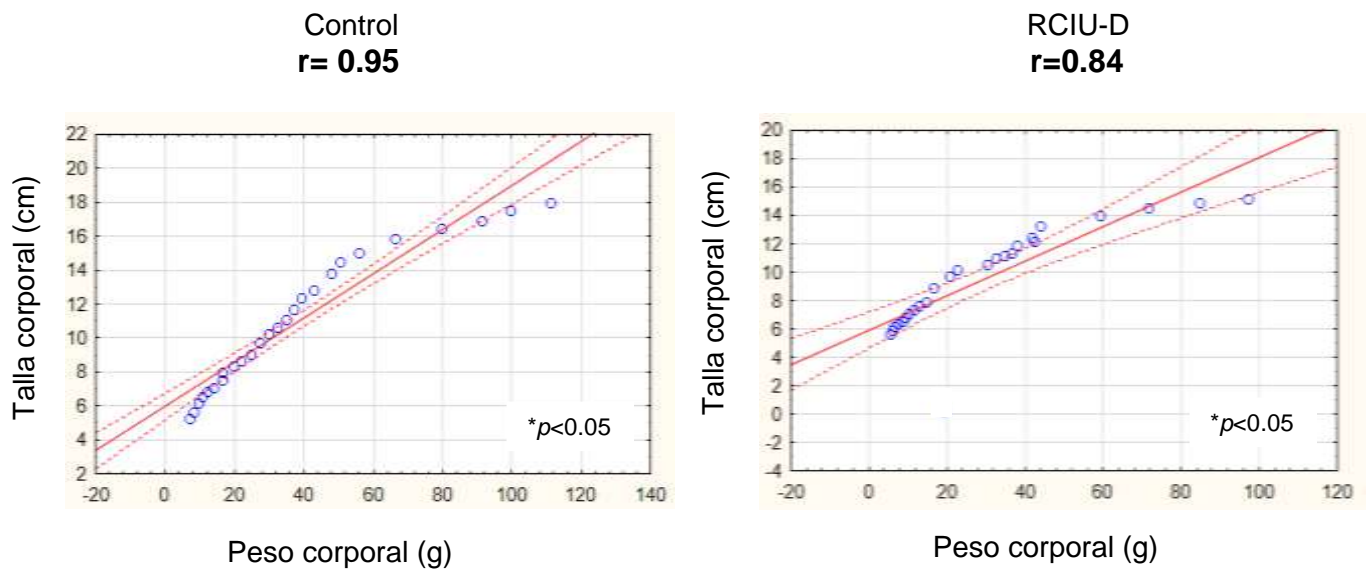 Control
r= 0.95
Talla corporal (cm)
22
20
18
16
14
12
10
8
6
4
2
-20 0 20 40 60 80 100 120 140
*p<0.05
Peso corporal (g)
RCIU-D
r=0.84
Talla corporal (cm)
20
18
16
14
12
10
8
6
4
2
0
-2
-4
-20 0 20 40 60 80 100 120
*p<0.05
Peso corporal (g)